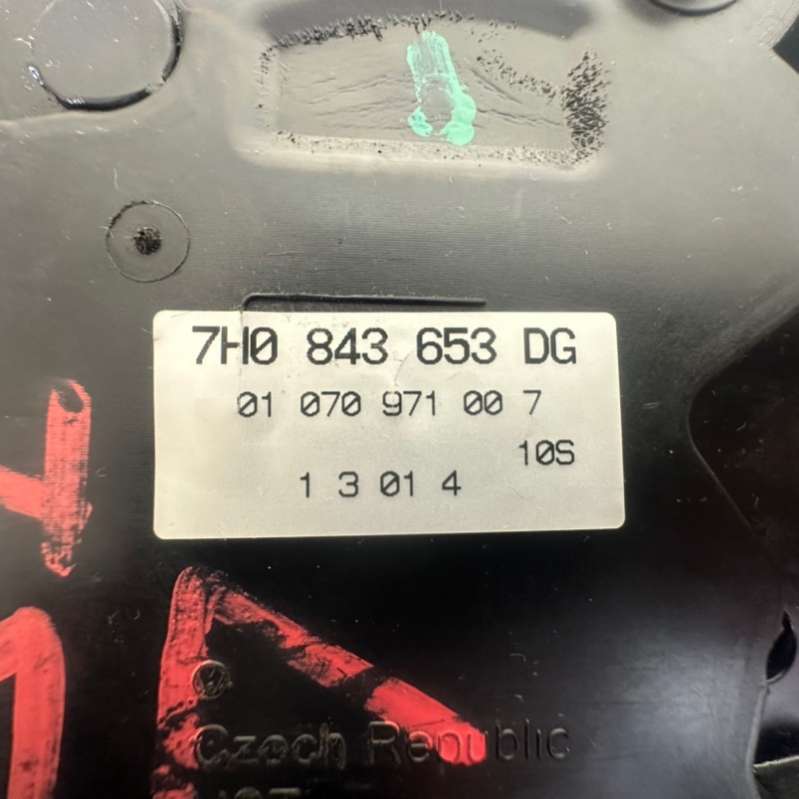 7H0 843 653 DG
01 070 971 00 7
10S
1 3 01 4
Czech Republic